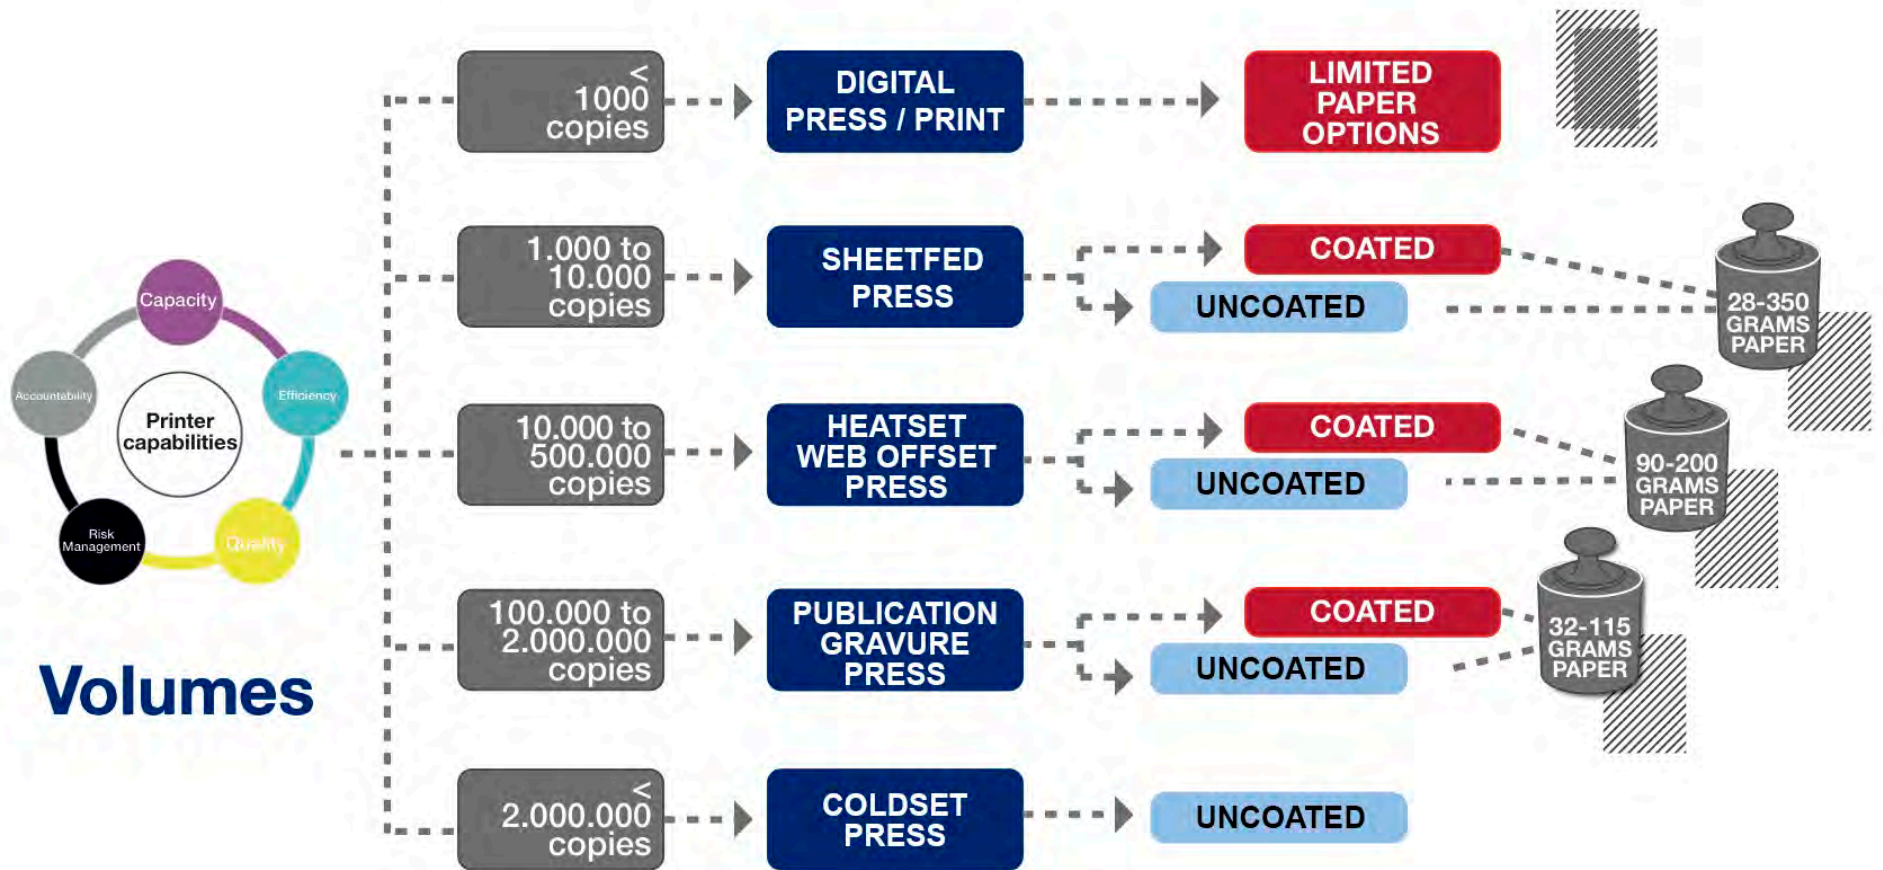 Capacity
Accountability
Efficiency
Printer
capabilities
Risk
Management
Quality
Volumes
<
1000
copies
DIGITAL
PRESS / PRINT
LIMITED
PAPER
OPTIONS
1.000 to
10.000
copies
SHEETFED
PRESS
COATED
UNCOATED
28-350
GRAMS
PAPER
10.000 to
500.000
copies
HEATSET
WEB OFFSET
PRESS
COATED
UNCOATED
90-200
GRAMS
PAPER
100.000 to
2.000.000
copies
PUBLICATION
GRAVURE
PRESS
COATED
UNCOATED
32-115
GRAMS
PAPER
<
2.000.000
copies
COLDSET
PRESS
UNCOATED